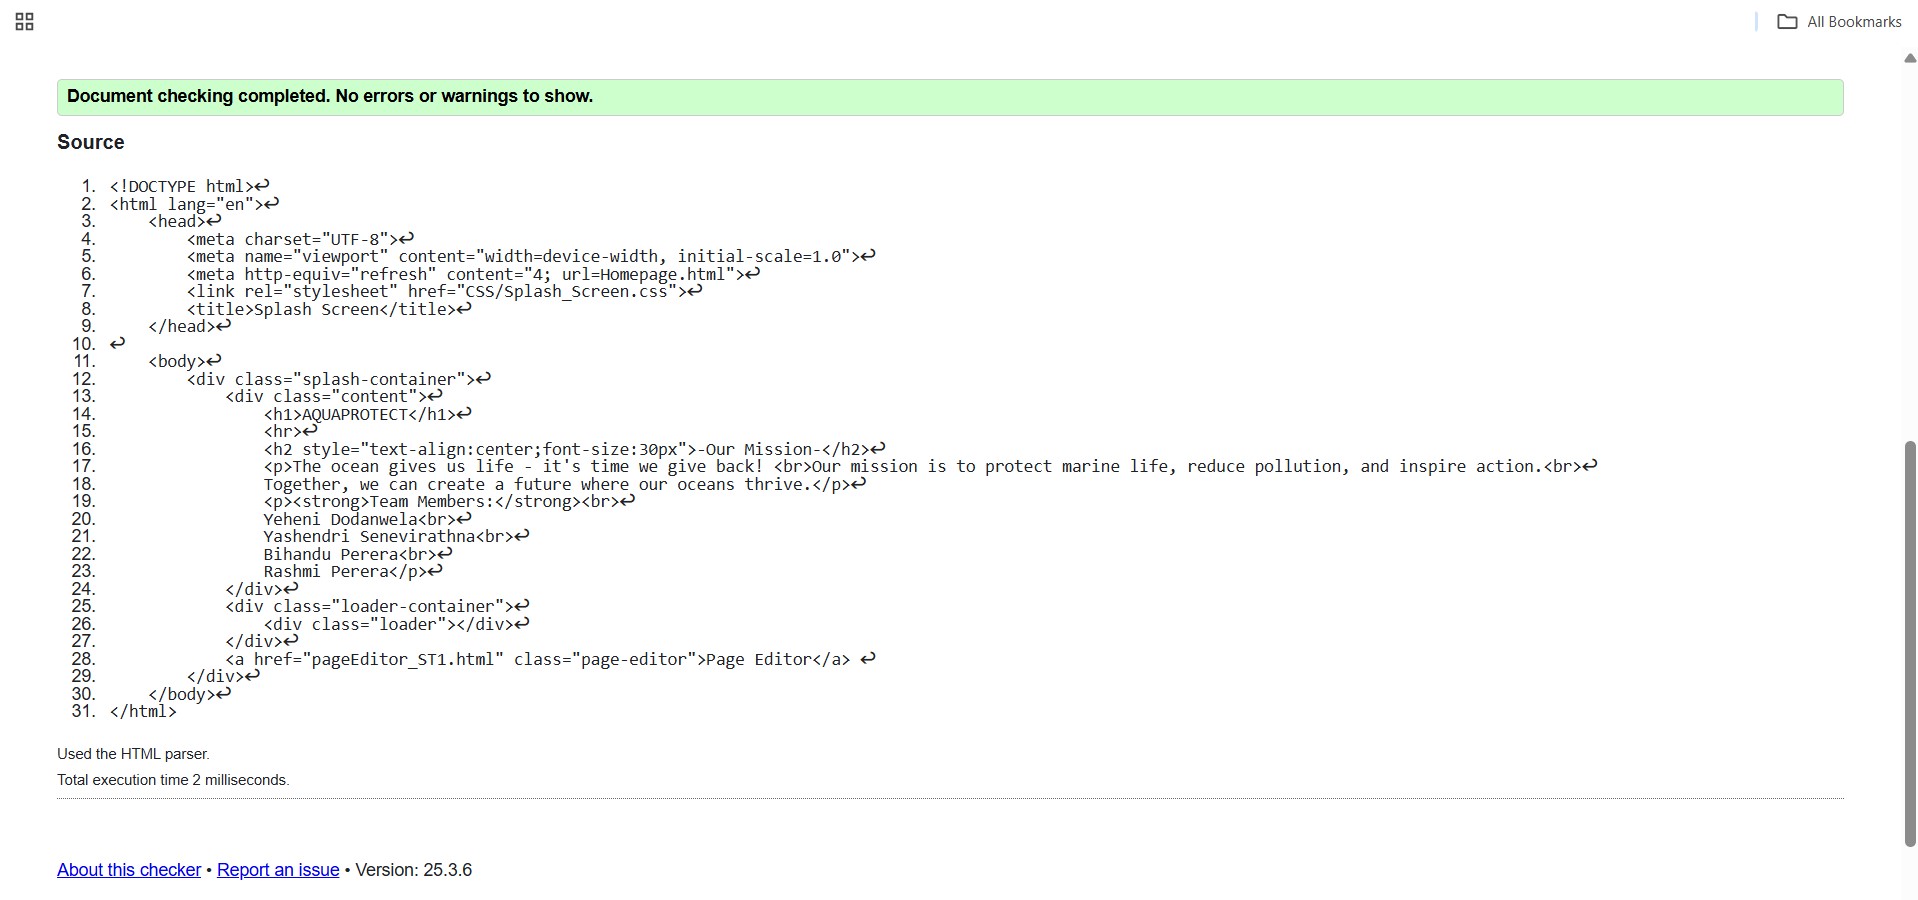 All Bookmarks
Document checking completed. No errors or warnings to show.
Source
1. <!DOCTYPE html>↩
2. <html lang="en">↩
3.     <head>↩
4.         <meta charset="UTF-8">↩
5.         <meta name="viewport" content="width=device-width, initial-scale=1.0">↩
6.         <meta http-equiv="refresh" content="4; url=Homepage.html">↩
7.         <link rel="stylesheet" href="CSS/Splash_Screen.css">↩
8.         <title>Splash Screen</title>↩
9.     </head>↩
10. ↩
11.     <body>↩
12.         <div class="splash-container">↩
13.             <div class="content">↩
14.                 <h1>AQUAPROTECT</h1>↩
15.                 <hr>↩
16.                 <h2 style="text-align:center;font-size:30px">-Our Mission-</h2>↩
17.                 <p>The ocean gives us life - it's time we give back! <br>Our mission is to protect marine life, reduce pollution, and inspire action.<br>↩
18.                 Together, we can create a future where our oceans thrive.</p>↩
19.                 <p><strong>Team Members:</strong><br>↩
20.                 Yeheni Dodanwela<br>↩
21.                 Yashendri Senevirathna<br>↩
22.                 Bihandu Perera<br>↩
23.                 Rashmi Perera</p>↩
24.             </div>↩
25.             <div class="loader-container">↩
26.                 <div class="loader"></div>↩
27.             </div>↩
28.             <a href="pageEditor_ST1.html" class="page-editor">Page Editor</a> ↩
29.         </div>↩
30.     </body>↩
31. </html>
Used the HTML parser.
Total execution time 2 milliseconds.
About this checker • Report an issue • Version: 25.3.6